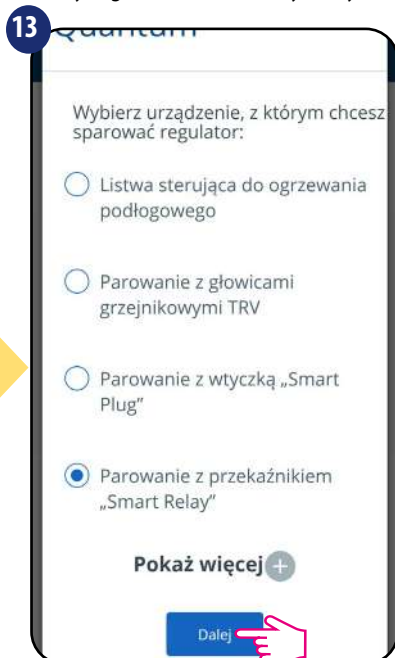 13
Quantum
Wybierz urządzenie, z którym chcesz
sparować regulator:
Listwa sterująca do ogrzewania
podłogowego
Parowanie z głowicami
grzejnikowymi TRV
Parowanie z wtyczką „Smart
Plug”
Parowanie z przekaźnikiem
„Smart Relay”
Pokaż więcej +
Dalej